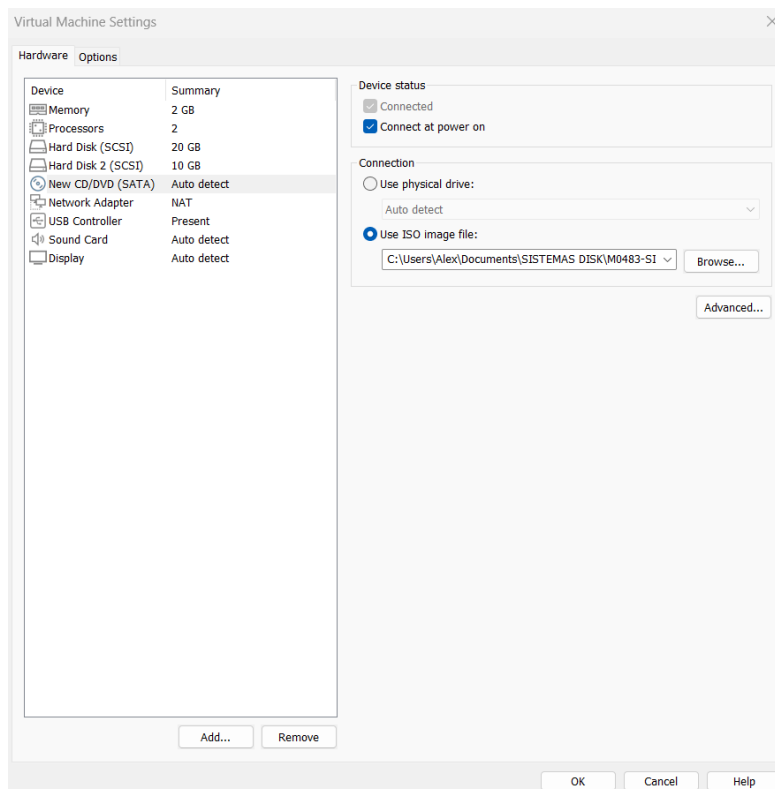 Virtual Machine Settings
Hardware Options
Device Summary
Memory 2 GB
Processors 2
Hard Disk (SCSI) 20 GB
Hard Disk 2 (SCSI) 10 GB
New CD/DVD (SATA) Auto detect
Network Adapter NAT
USB Controller Present
Sound Card Auto detect
Display Auto detect
Add... Remove
Device status
Connected
Connect at power on
Connection
Use physical drive:
Auto detect
Use ISO image file:
C:\Users\Alex\Documents\SISTEMAS DISK\M0483-SI Browse...
Advanced...
OK Cancel Help